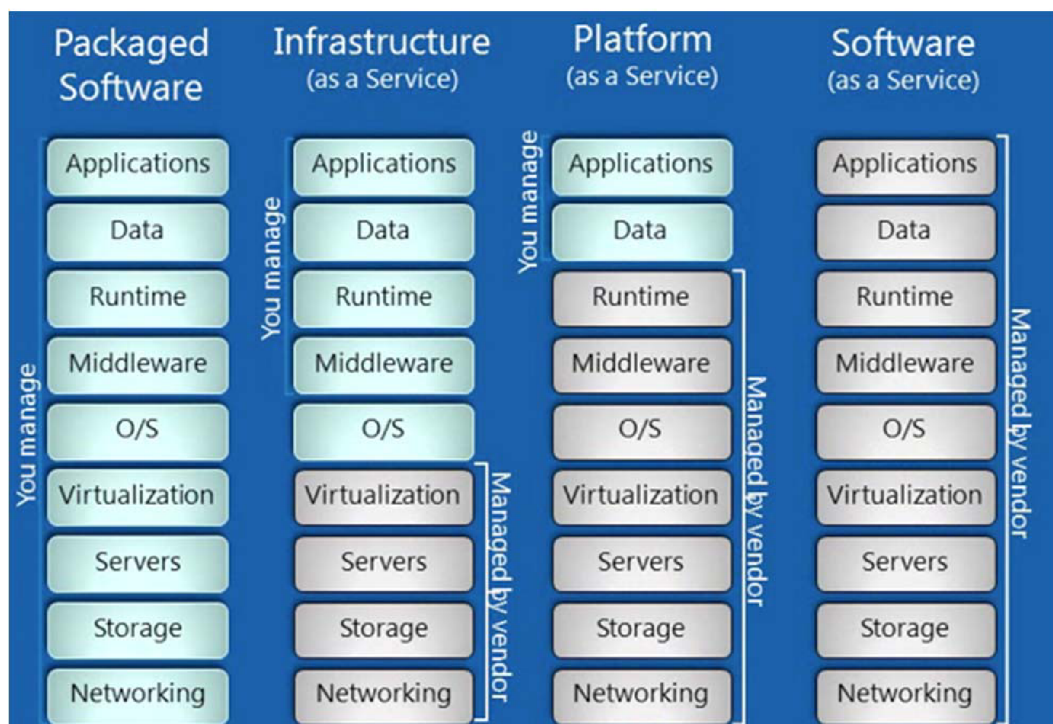 Packaged
Software
You manage
Applications
Data
Runtime
Middleware
O/S
Virtualization
Servers
Storage
Networking
Infrastructure
(as a Service)
You manage
Applications
Data
Runtime
Middleware
O/S
Virtualization
Servers
Storage
Networking
Managed by vendor
Platform
(as a Service)
You manage
Applications
Data
Runtime
Middleware
O/S
Virtualization
Servers
Storage
Networking
Managed by vendor
Software
(as a Service)
Applications
Data
Runtime
Middleware
O/S
Virtualization
Servers
Storage
Networking
Managed by vendor